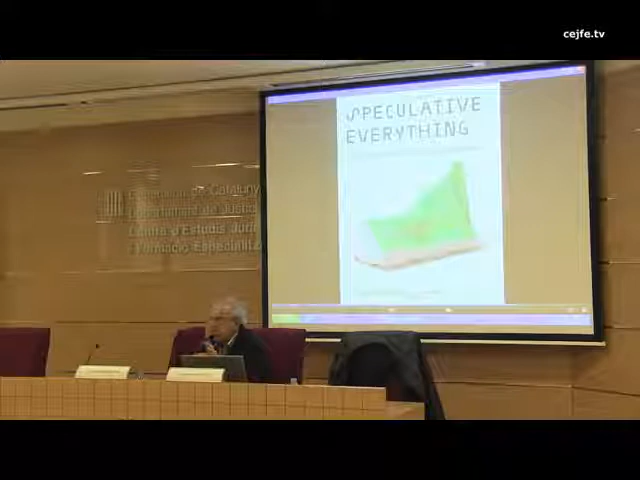 cejfe.tv
SPECULATIVE
EVERYTHING
Generalitat de Catalunya
Departament de Justícia
Centre d'Estudis Jurídics
i Formació Especialitzada